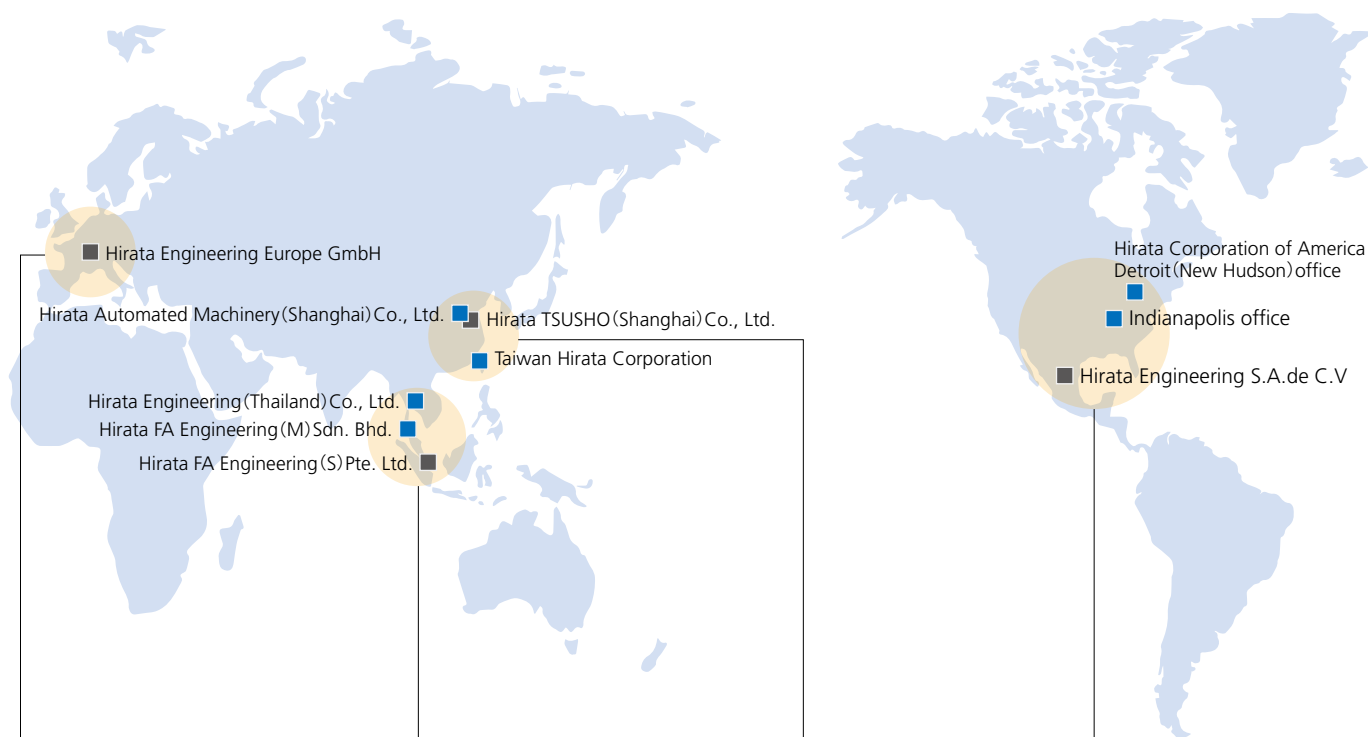 Hirata Engineering Europe GmbH
Hirata Automated Machinery(Shanghai)Co., Ltd.
Hirata TSUSHO(Shanghai)Co., Ltd.
Taiwan Hirata Corporation
Hirata Engineering(Thailand)Co., Ltd.
Hirata FA Engineering(M)Sdn. Bhd.
Hirata FA Engineering(S)Pte. Ltd.
Hirata Corporation of America
Detroit(New Hudson)office
Indianapolis office
Hirata Engineering S.A.de C.V